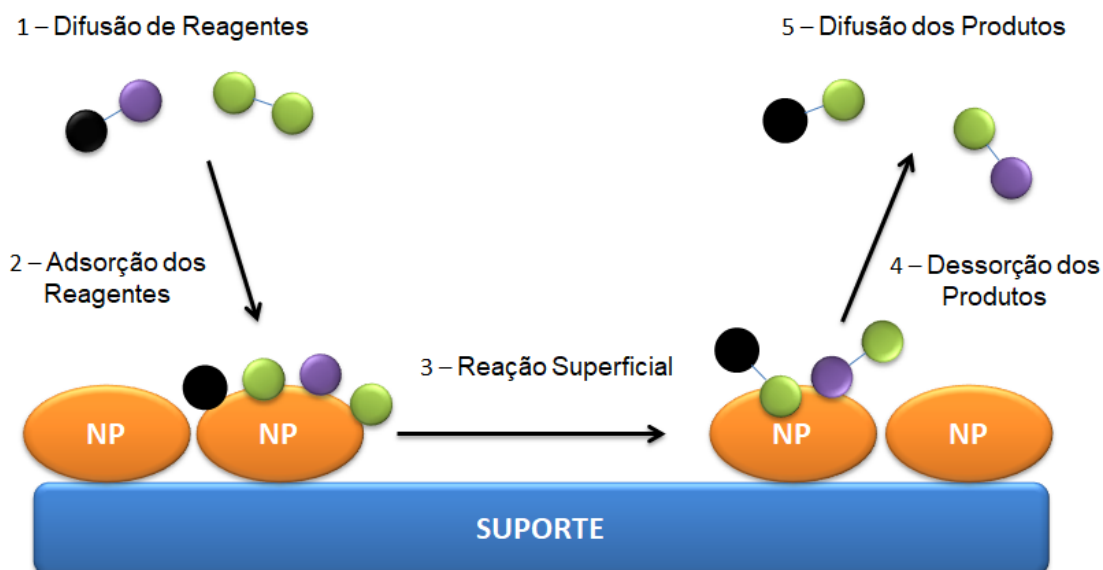 1 – Difusão de Reagentes
5 – Difusão dos Produtos
2 – Adsorção dos
Reagentes
4 – Dessorção dos
Produtos
3 – Reação Superficial
NP
NP
NP
NP
SUPORTE